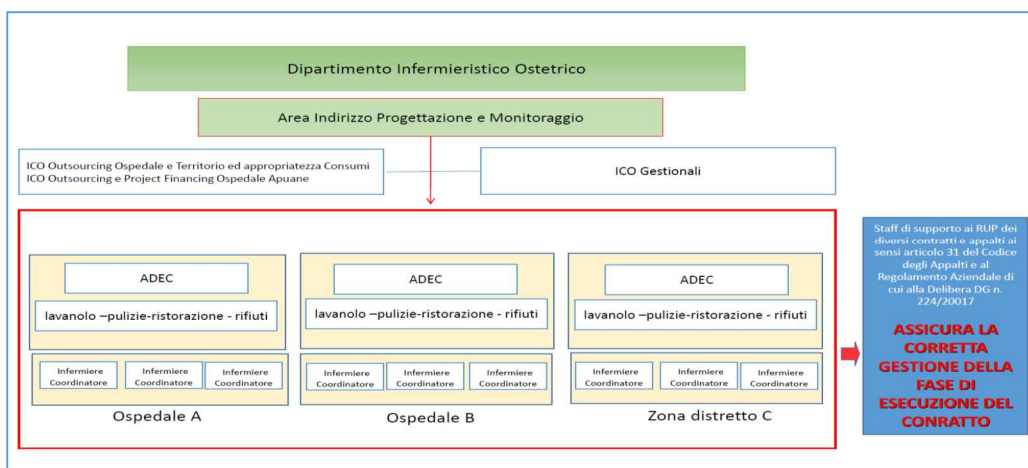 Dipartimento Infermieristico Ostetrico
Area Indirizzo Progettazione e Monitoraggio
ICO Outsourcing Ospedale e Territorio ed appropriatezza Consumi
ICO Outsourcing e Project Financing Ospedale Apuane
ICO Gestionali
ADEC
lavanolo –pulizie-ristorazione - rifiuti
Infermiere
Coordinatore
Infermiere
Coordinatore
Infermiere
Coordinatore
Ospedale A
ADEC
lavanolo –pulizie-ristorazione - rifiuti
Infermiere
Coordinatore
Infermiere
Coordinatore
Infermiere
Coordinatore
Ospedale B
ADEC
lavanolo –pulizie-ristorazione - rifiuti
Infermiere
Coordinatore
Infermiere
Coordinatore
Infermiere
Coordinatore
Zona distretto C
Staff di supporto ai RUP dei
diversi contratti e appalti ai
sensi articolo 31 del Codice
degli Appalti e al
Regolamento Aziendale di
cui alla Delibera DG n.
224/20017
ASSICURA LA
CORRETTA
GESTIONE DELLA
FASE DI
ESECUZIONE DEL
CONRATTO